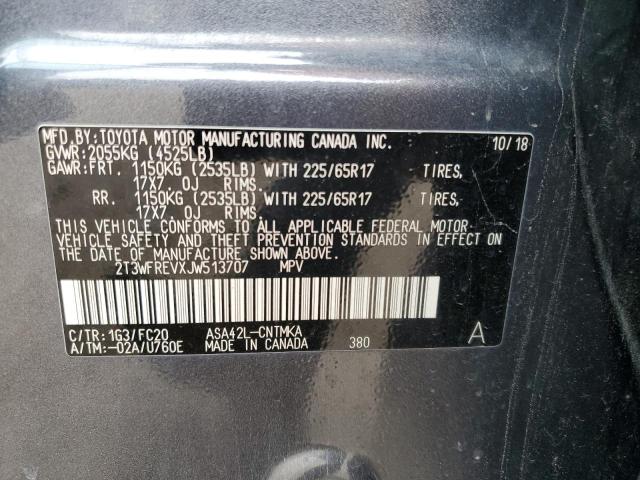 MFD.BY:TOYOTA MOTOR MANUFACTURING CANADA INC. 10/18
GVWR:2055KG (4525LB)
GAWR:FRT. 1150KG (2535LB) WITH 225/65R17 TIRES,
17X7.0J RIMS.
RR. 1150KG (2535LB) WITH 225/65R17 TIRES,
17X7.0J RIMS.
THIS VEHICLE CONFORMS TO ALL APPLICABLE FEDERAL MOTOR
VEHICLE SAFETY AND THEFT PREVENTION STANDARDS IN EFFECT ON
THE DATE OF MANUFACTURE SHOWN ABOVE.
2T3WFREVXJW513707 MPV
C/TR:1G3/FC20 ASA42L-CNTMKA A
A/TM:-02A/U760E MADE IN CANADA 380